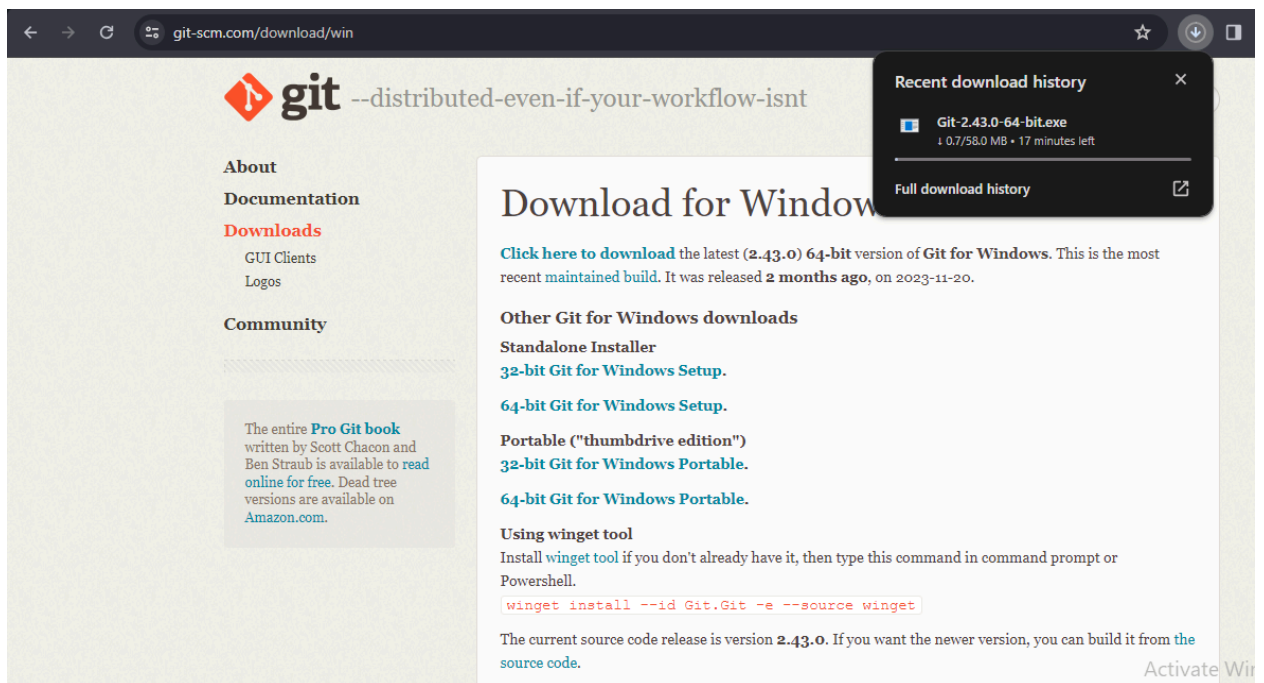 git-scm.com/download/win
Recent download history
Git-2.43.0-64-bit.exe
↓ 0.7/58.0 MB • 17 minutes left
Full download history
git --distributed-even-if-your-workflow-isnt
About
Documentation
Downloads
GUI Clients
Logos
Community
The entire Pro Git book
written by Scott Chacon and
Ben Straub is available to read
online for free. Dead tree
versions are available on
Amazon.com.
Download for Window
Click here to download the latest (2.43.0) 64-bit version of Git for Windows. This is the most
recent maintained build. It was released 2 months ago, on 2023-11-20.
Other Git for Windows downloads
Standalone Installer
32-bit Git for Windows Setup.
64-bit Git for Windows Setup.
Portable ("thumbdrive edition")
32-bit Git for Windows Portable.
64-bit Git for Windows Portable.
Using winget tool
Install winget tool if you don't already have it, then type this command in command prompt or
Powershell.
winget install --id Git.Git -e --source winget
The current source code release is version 2.43.0. If you want the newer version, you can build it from the
source code.
Activate Wi